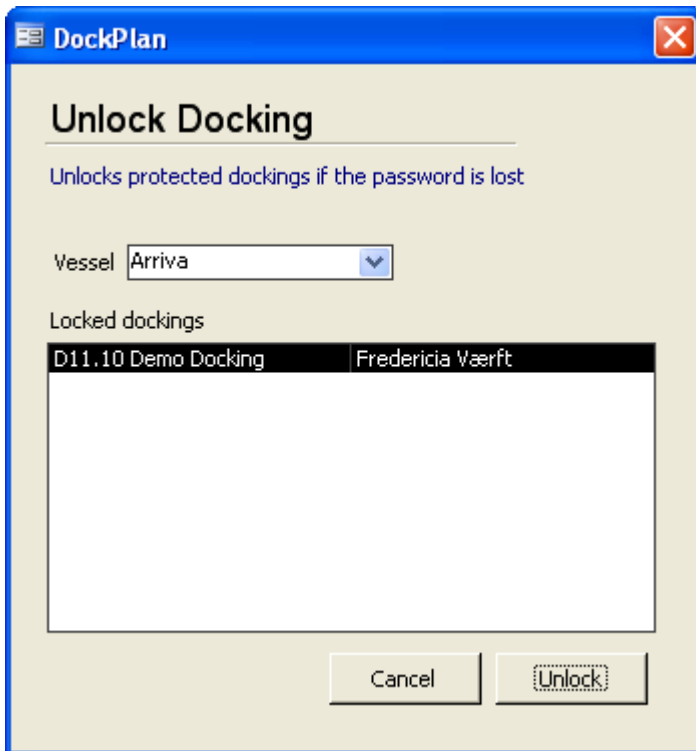 DockPlan
Unlock Docking
Unlocks protected dockings if the password is lost
Vessel Arriva
Locked dockings
D11.10 Demo Docking Fredericia Værft
Cancel Unlock